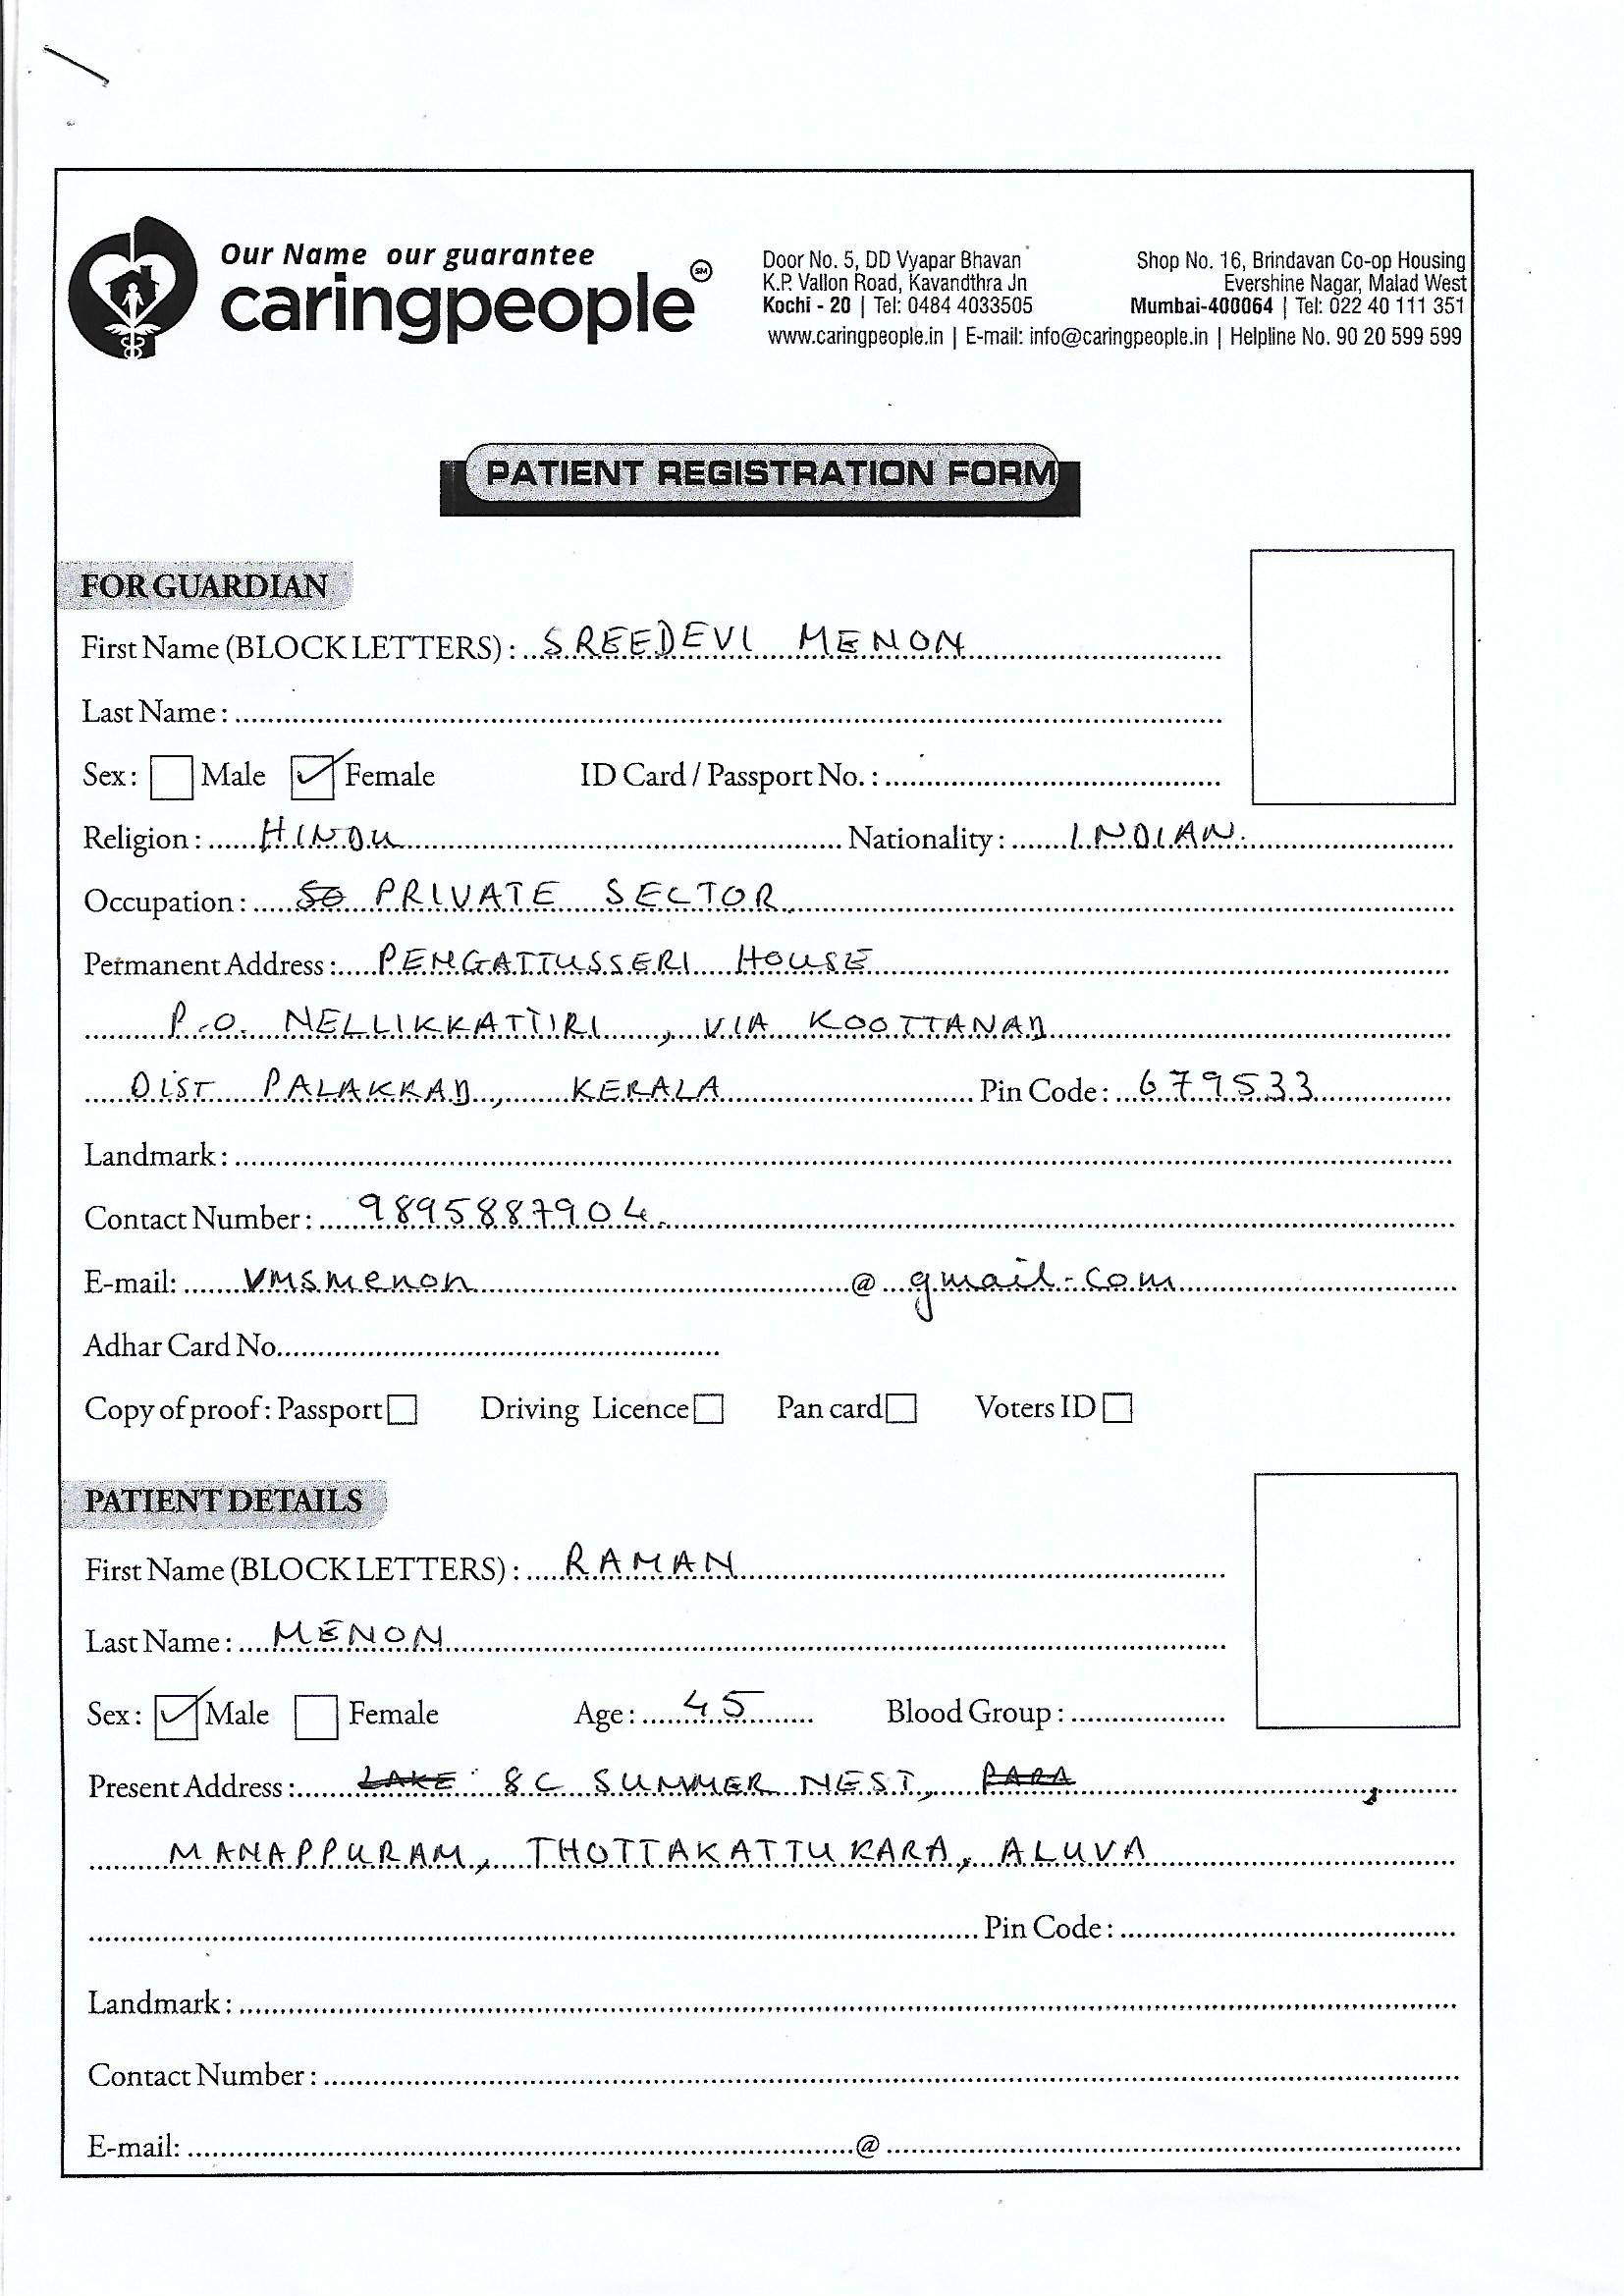 Our Name our guarantee
caringpeople SM
Door No. 5, DD Vyapar Bhavan
K.P. Vallon Road, Kavandthra Jn
Kochi - 20 | Tel: 0484 4033505
Shop No. 16, Brindavan Co-op Housing
Evershine Nagar, Malad West
Mumbai-400064 | Tel: 022 40 111 351
www.caringpeople.in | E-mail: info@caringpeople.in | Helpline No. 90 20 599 599
PATIENT REGISTRATION FORM
FOR GUARDIAN
First Name (BLOCK LETTERS) : SREEDEVI MENON
Last Name :
Sex : Male Female ID Card / Passport No. :
Religion : HINDU Nationality : INDIAN
Occupation : PRIVATE SECTOR
Permanent Address : PENGATTUSSERI HOUSE
P.O. NELLIKKATTIRI, VIA KOOTTANAD
DIST PALAKKAD, KERALA Pin Code : 679533
Landmark :
Contact Number : 9895887904
E-mail: vmsmenon @ gmail.com
Adhar Card No.
Copy of proof : Passport Driving Licence Pan card Voters ID
PATIENT DETAILS
First Name (BLOCK LETTERS) : RAMAN
Last Name : MENON
Sex : Male Female Age : 45 Blood Group :
Present Address : LAKE 8C SUMMER NEST, PARA
MANAPPURAM, THOTTAKATTUKARA, ALUVA
Pin Code :
Landmark :
Contact Number :
E-mail: @